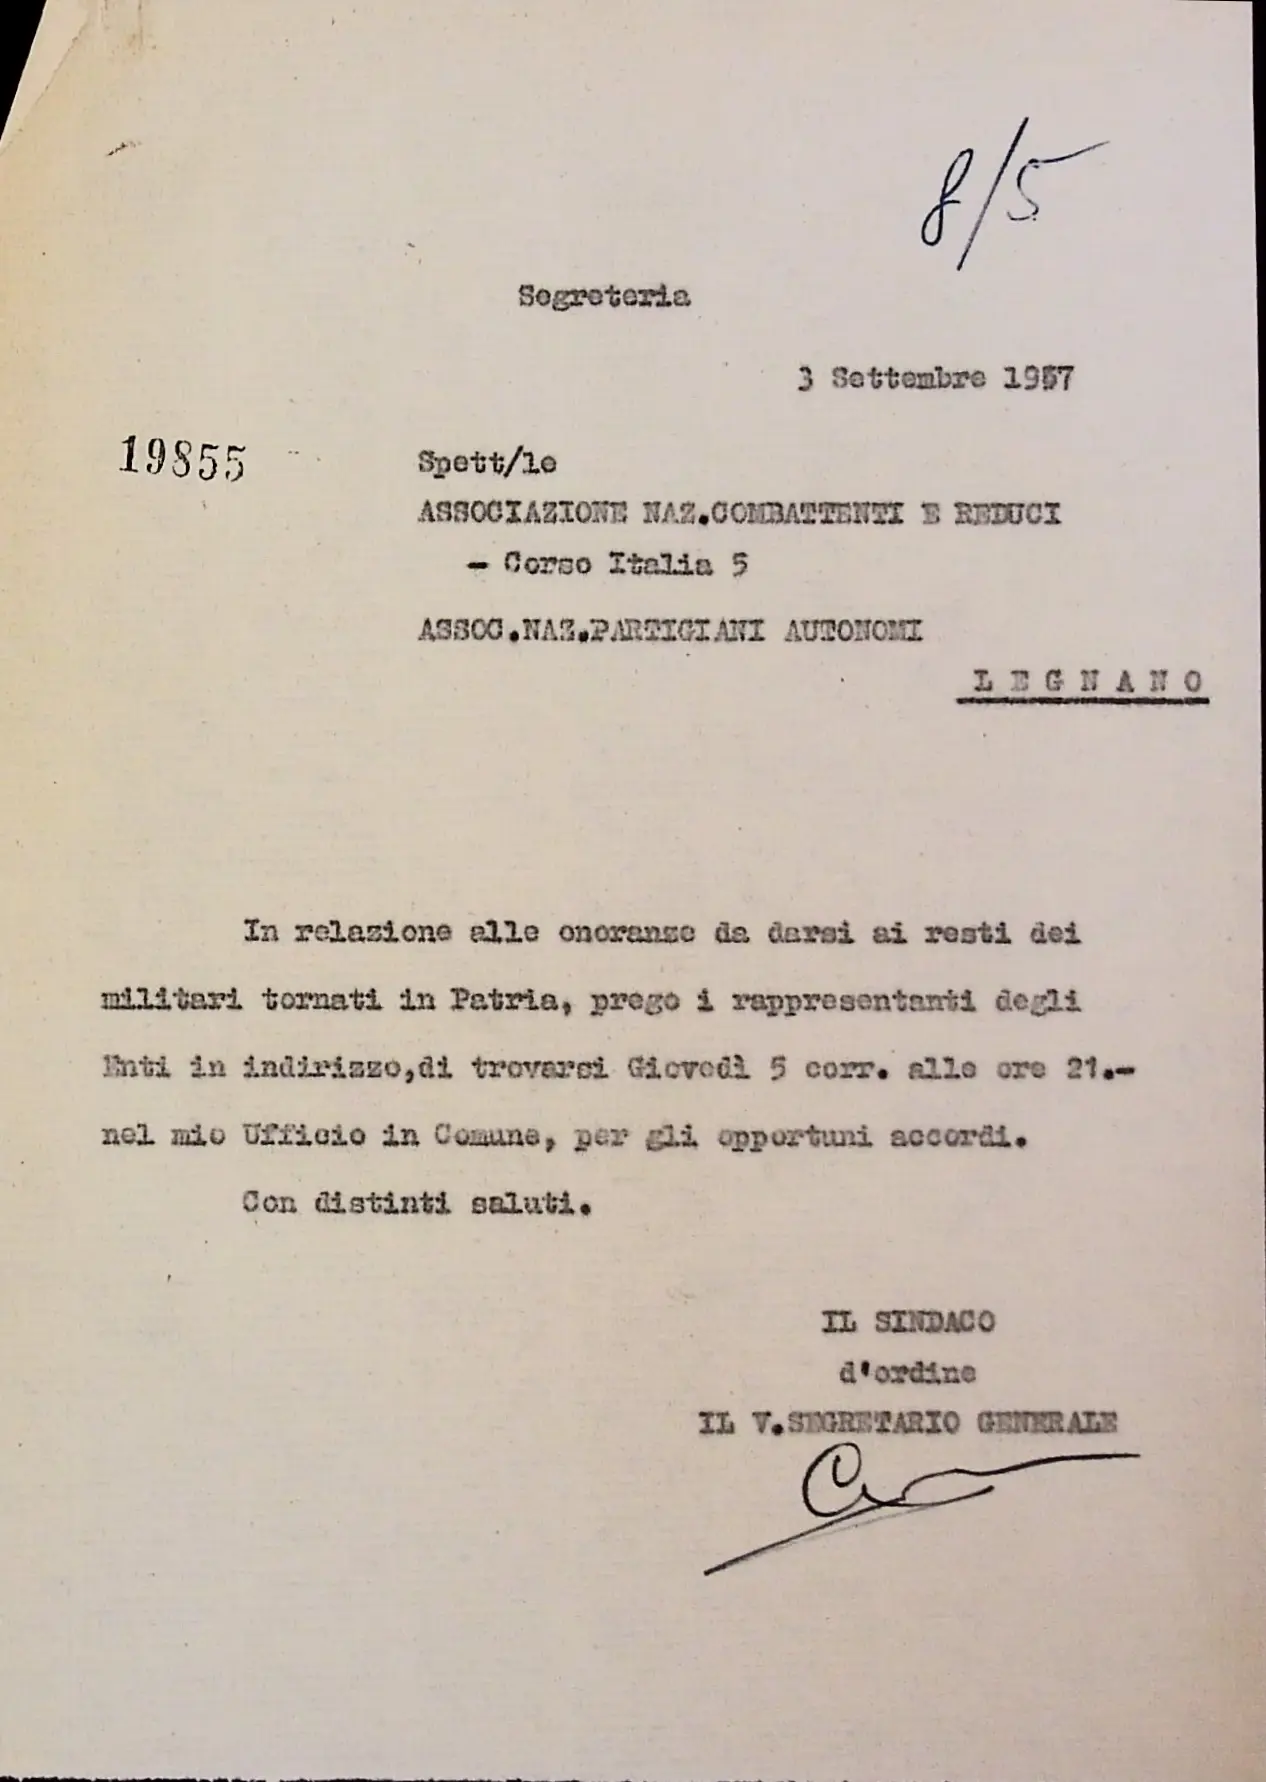 8/5
Segreteria
3 Settembre 1957
19855
Spett/le
ASSOCIAZIONE NAZ.COMBATTENTI E REDUCI
- Corso Italia 5
ASSOC.NAZ.PARTIGIANI AUTONOMI
L E G N A N O
In relazione alle onoranze da darsi ai resti dei
militari tornati in Patria, prego i rappresentanti degli
Enti in indirizzo,di trovarsi Giovedì 5 corr. alle ore 21.-
nel mio Ufficio in Comune, per gli opportuni accordi.
Con distinti saluti.
IL SINDACO
d'ordine
IL V.SEGRETARIO GENERALE